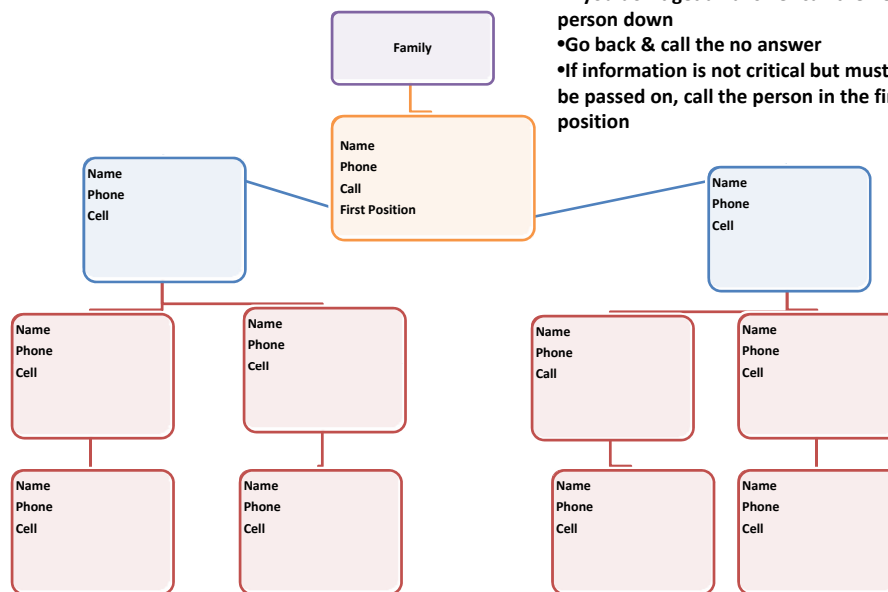 person down
•Go back & call the no answer
•If information is not critical but must
be passed on, call the person in the
position
Family
Name
Phone
Call
First Position
Name
Phone
Cell
Name
Phone
Cell
Name
Phone
Cell
Name
Phone
Cell
Name
Phone
Call
Name
Phone
Cell
Name
Phone
Cell
Name
Phone
Cell
Name
Phone
Cell
Name
Phone
Cell